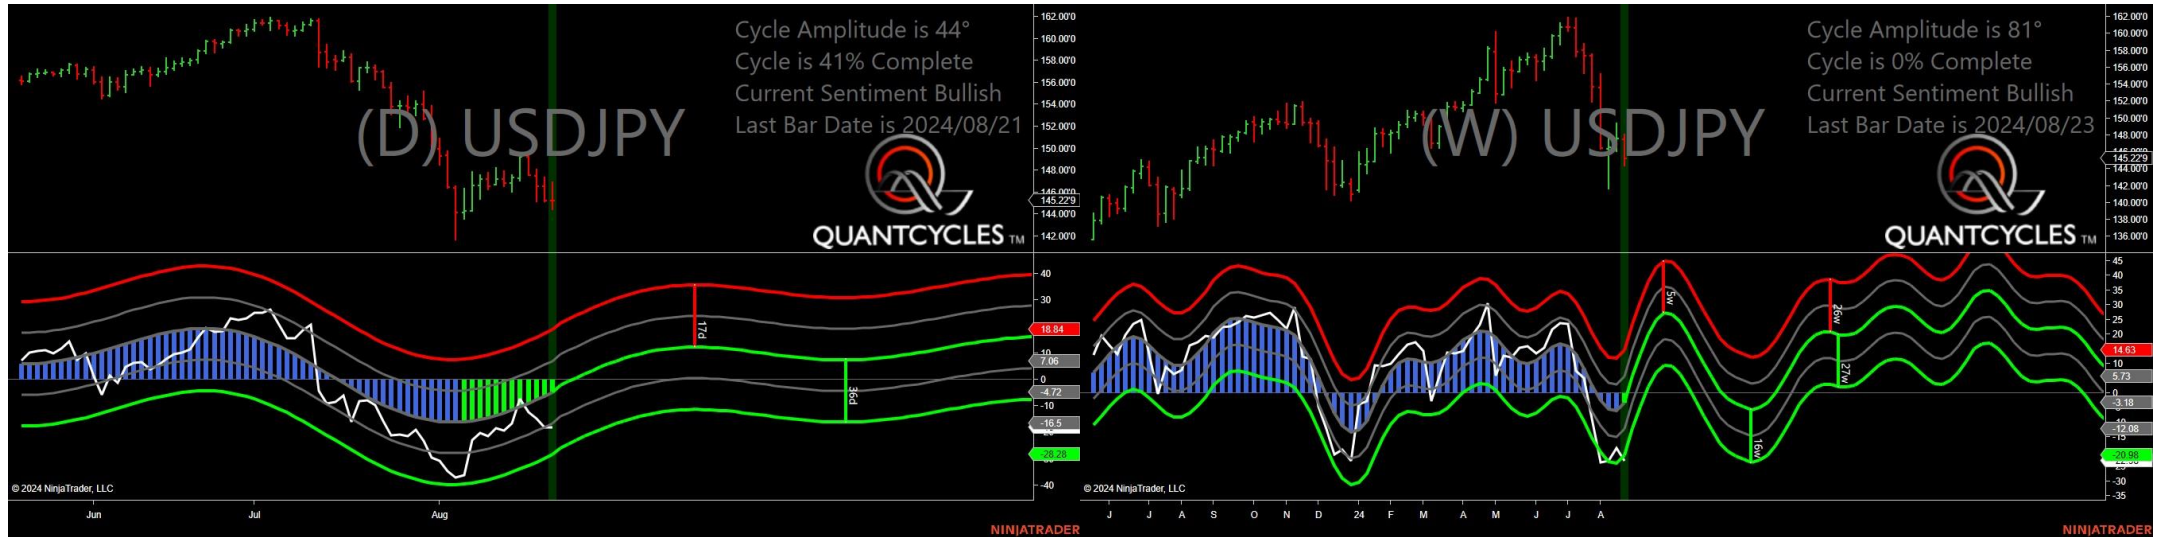 Cycle Amplitude is 44°
Cycle is 41% Complete
Current Sentiment Bullish
Last Bar Date is 2024/08/21
(D) USDJPY
QUANTCYCLES TM
162.00'0
160.00'0
158.00'0
156.00'0
154.00'0
152.00'0
150.00'0
148.00'0
146.00'0
145.22'9
144.00'0
142.00'0
40
30
18.84
10
7.06
0
-4.72
-10
-16.5
-28.28
-40
17d
36d
© 2024 NinjaTrader, LLC
Jun
Jul
Aug
NINJATRADER
Cycle Amplitude is 81°
Cycle is 0% Complete
Current Sentiment Bullish
Last Bar Date is 2024/08/23
(W) USDJPY
QUANTCYCLES TM
162.00'0
160.00'0
158.00'0
156.00'0
154.00'0
152.00'0
150.00'0
148.00'0
146.00'0
145.22'9
144.00'0
142.00'0
140.00'0
138.00'0
136.00'0
45
40
35
30
25
20
14.63
10
5.73
0
-3.18
-12.08
-15
-20.98
-30
-35
5w
26w
27w
16w
© 2024 NinjaTrader, LLC
J J A S O N D 24 F M A M J J A
NINJATRADER